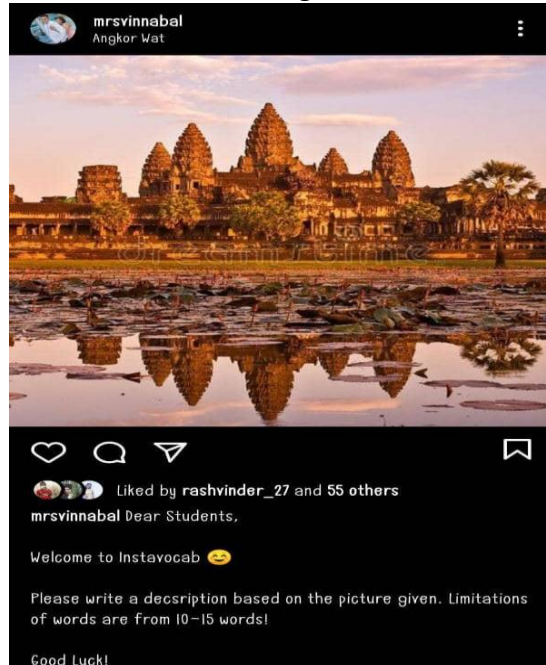 mrsvinnabal
Angkor Wat
dreamstime
Liked by rashvinder_27 and 55 others
mrsvinnabal Dear Students,
Welcome to Instavocab 😊
Please write a decsription based on the picture given. Limitations
of words are from 10-15 words!
Good Luck!